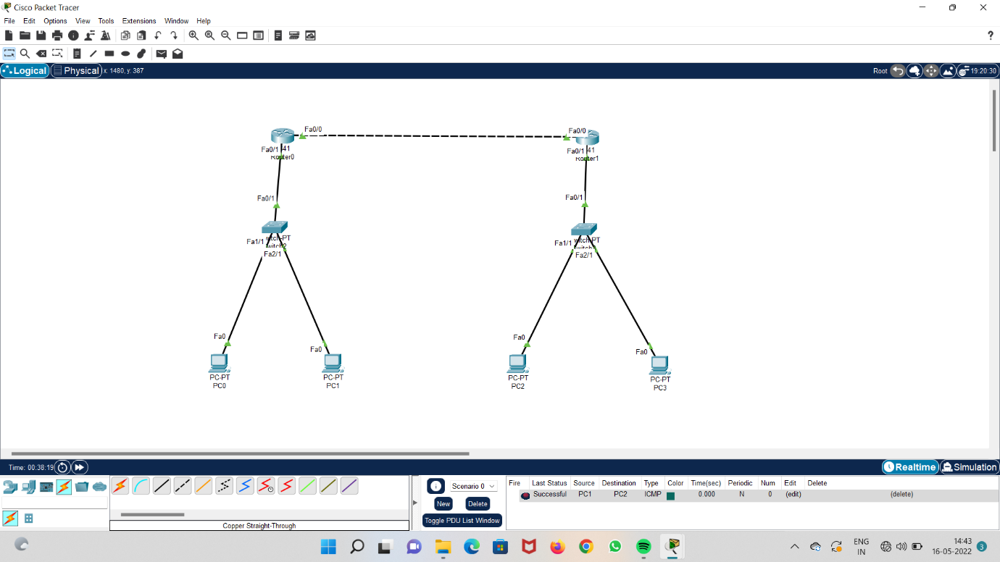 Cisco Packet Tracer
File Edit Options View Tools Extensions Window Help
?
Logical Physical x: 1480, y: 387 Root 19:20:30
Fa0/0 Fa0/0
Fa0/1 41 Fa0/1 41
Router0 Router1
Fa0/1 Fa0/1
Fa1/1 witch-PT Fa1/1 witch-PT
Fa2/1 Fa2/1
Fa0 Fa0 Fa0 Fa0
PC-PT PC-PT PC-PT PC-PT
PC0 PC1 PC2 PC3
Time: 00:38:19 Realtime Simulation
Scenario 0
New Delete
Toggle PDU List Window
Copper Straight-Through
Fire Last Status Source Destination Type Color Time(sec) Periodic Num Edit Delete
Successful PC1 PC2 ICMP 0.000 N 0 (edit) (delete)
ENG
IN
14:43
16-05-2022
3